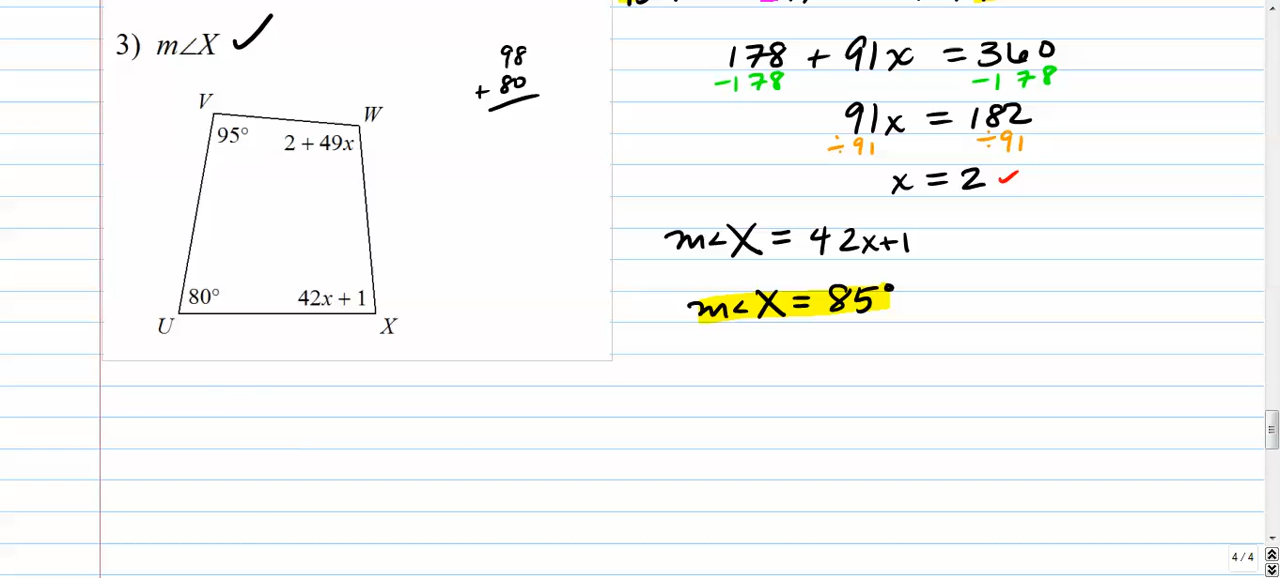 3) m∠X ✓
98
+ 80
V
W
95°
2 + 49x
80°
42x + 1
U
X
178 + 91x = 360
-178 -178
91x = 182
÷91 ÷91
x = 2 ✓
m∠X = 42x+1
m∠X = 85°
4 / 4